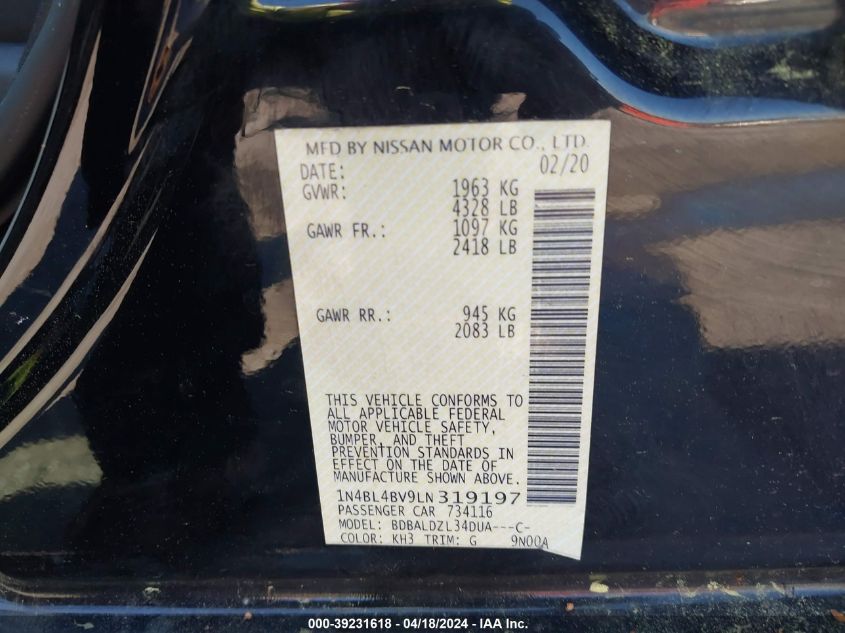 MFD BY NISSAN MOTOR CO., LTD.
DATE: 02/20
GVWR: 1963 KG
4328 LB
GAWR FR.: 1097 KG
2418 LB
GAWR RR.: 945 KG
2083 LB
THIS VEHICLE CONFORMS TO
ALL APPLICABLE FEDERAL
MOTOR VEHICLE SAFETY,
BUMPER, AND THEFT
PREVENTION STANDARDS IN
EFFECT ON THE DATE OF
MANUFACTURE SHOWN ABOVE.
1N4BL4BV9LN319197
PASSENGER CAR 734116
MODEL: BDBALDZL34DUA---C-
COLOR: KH3 TRIM: G 9N00A
000-39231618 - 04/18/2024 - IAA Inc.